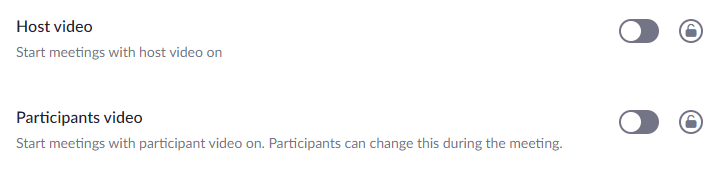 Host video
Start meetings with host video on
Participants video
Start meetings with participant video on. Participants can change this during the meeting.